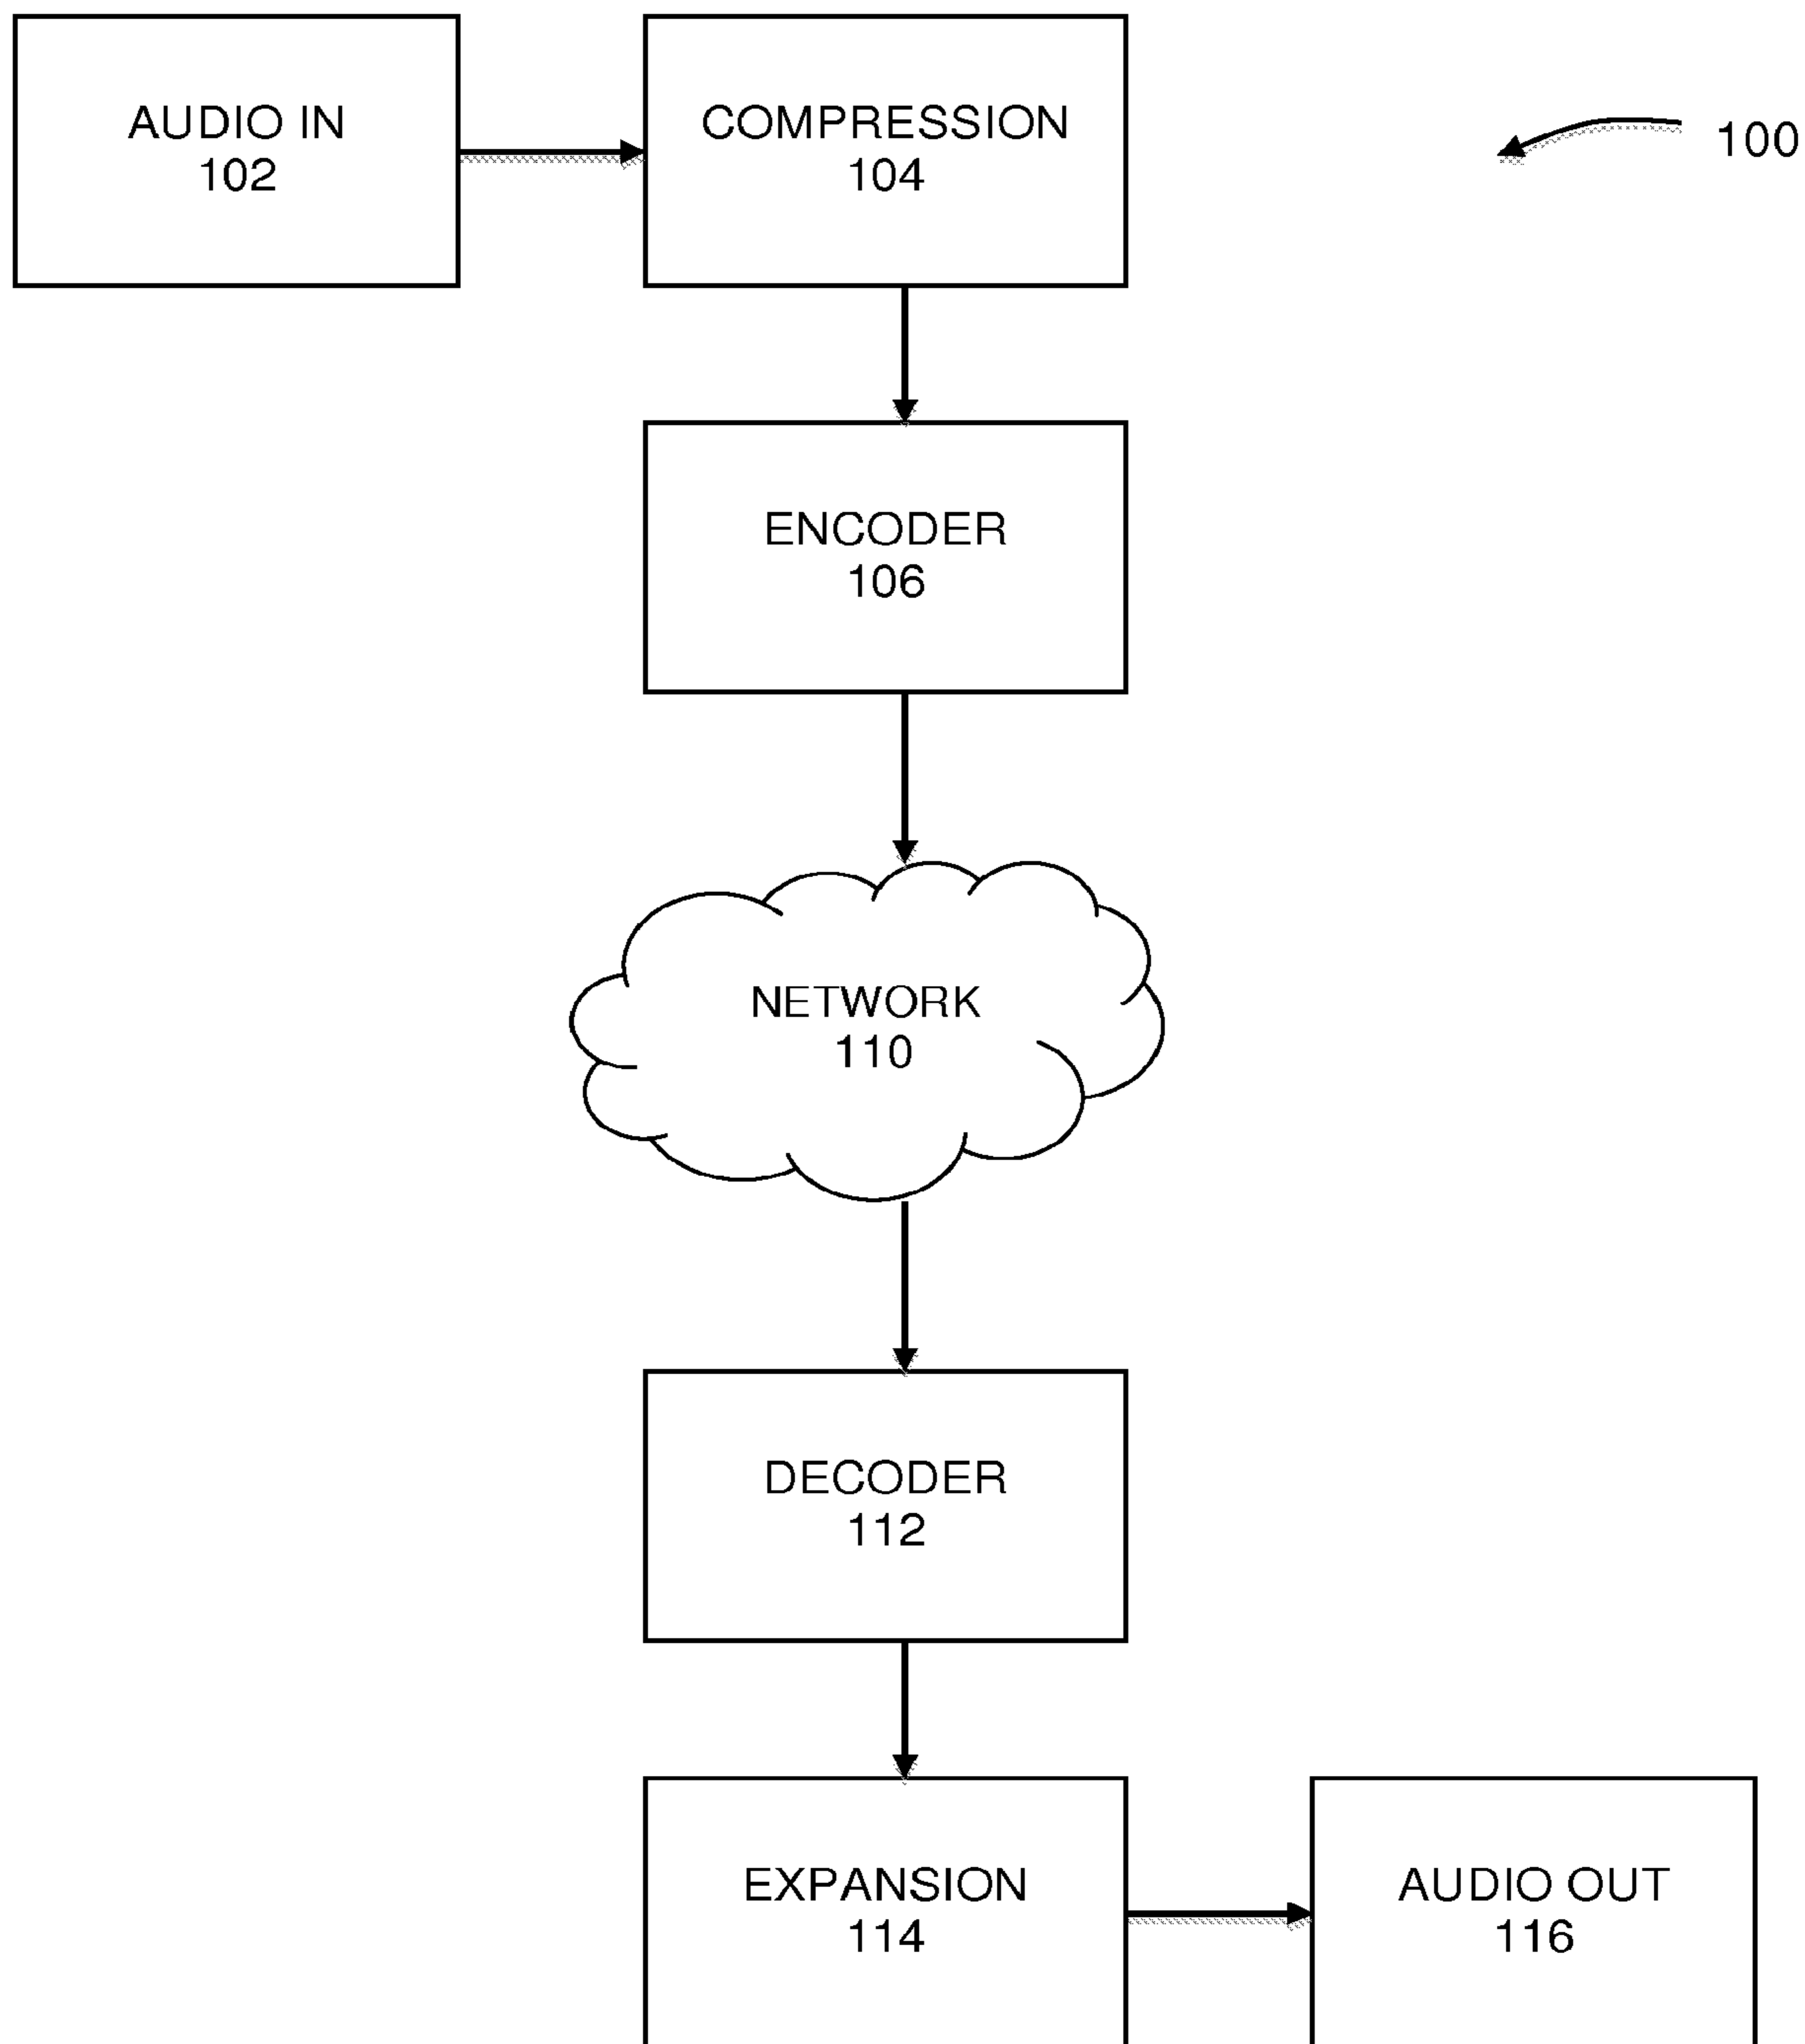 AUDIO IN
102
COMPRESSION
104
100
ENCODER
106
NETWORK
110
DECODER
112
EXPANSION
114
AUDIO OUT
116